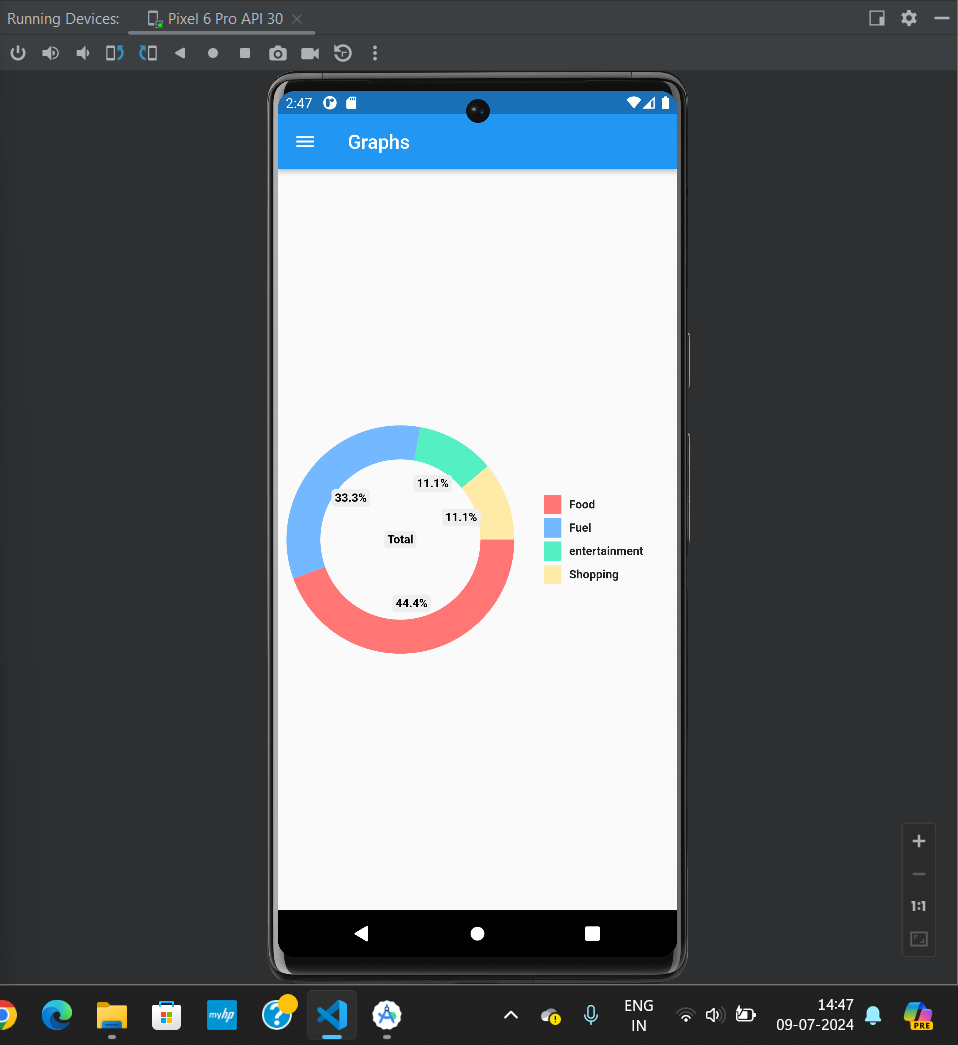 Running Devices: Pixel 6 Pro API 30
2:47
Graphs
11.1%
33.3%
11.1%
Total
44.4%
Food
Fuel
entertainment
Shopping
1:1
myhp
?
ENG
IN
14:47
09-07-2024
PRE